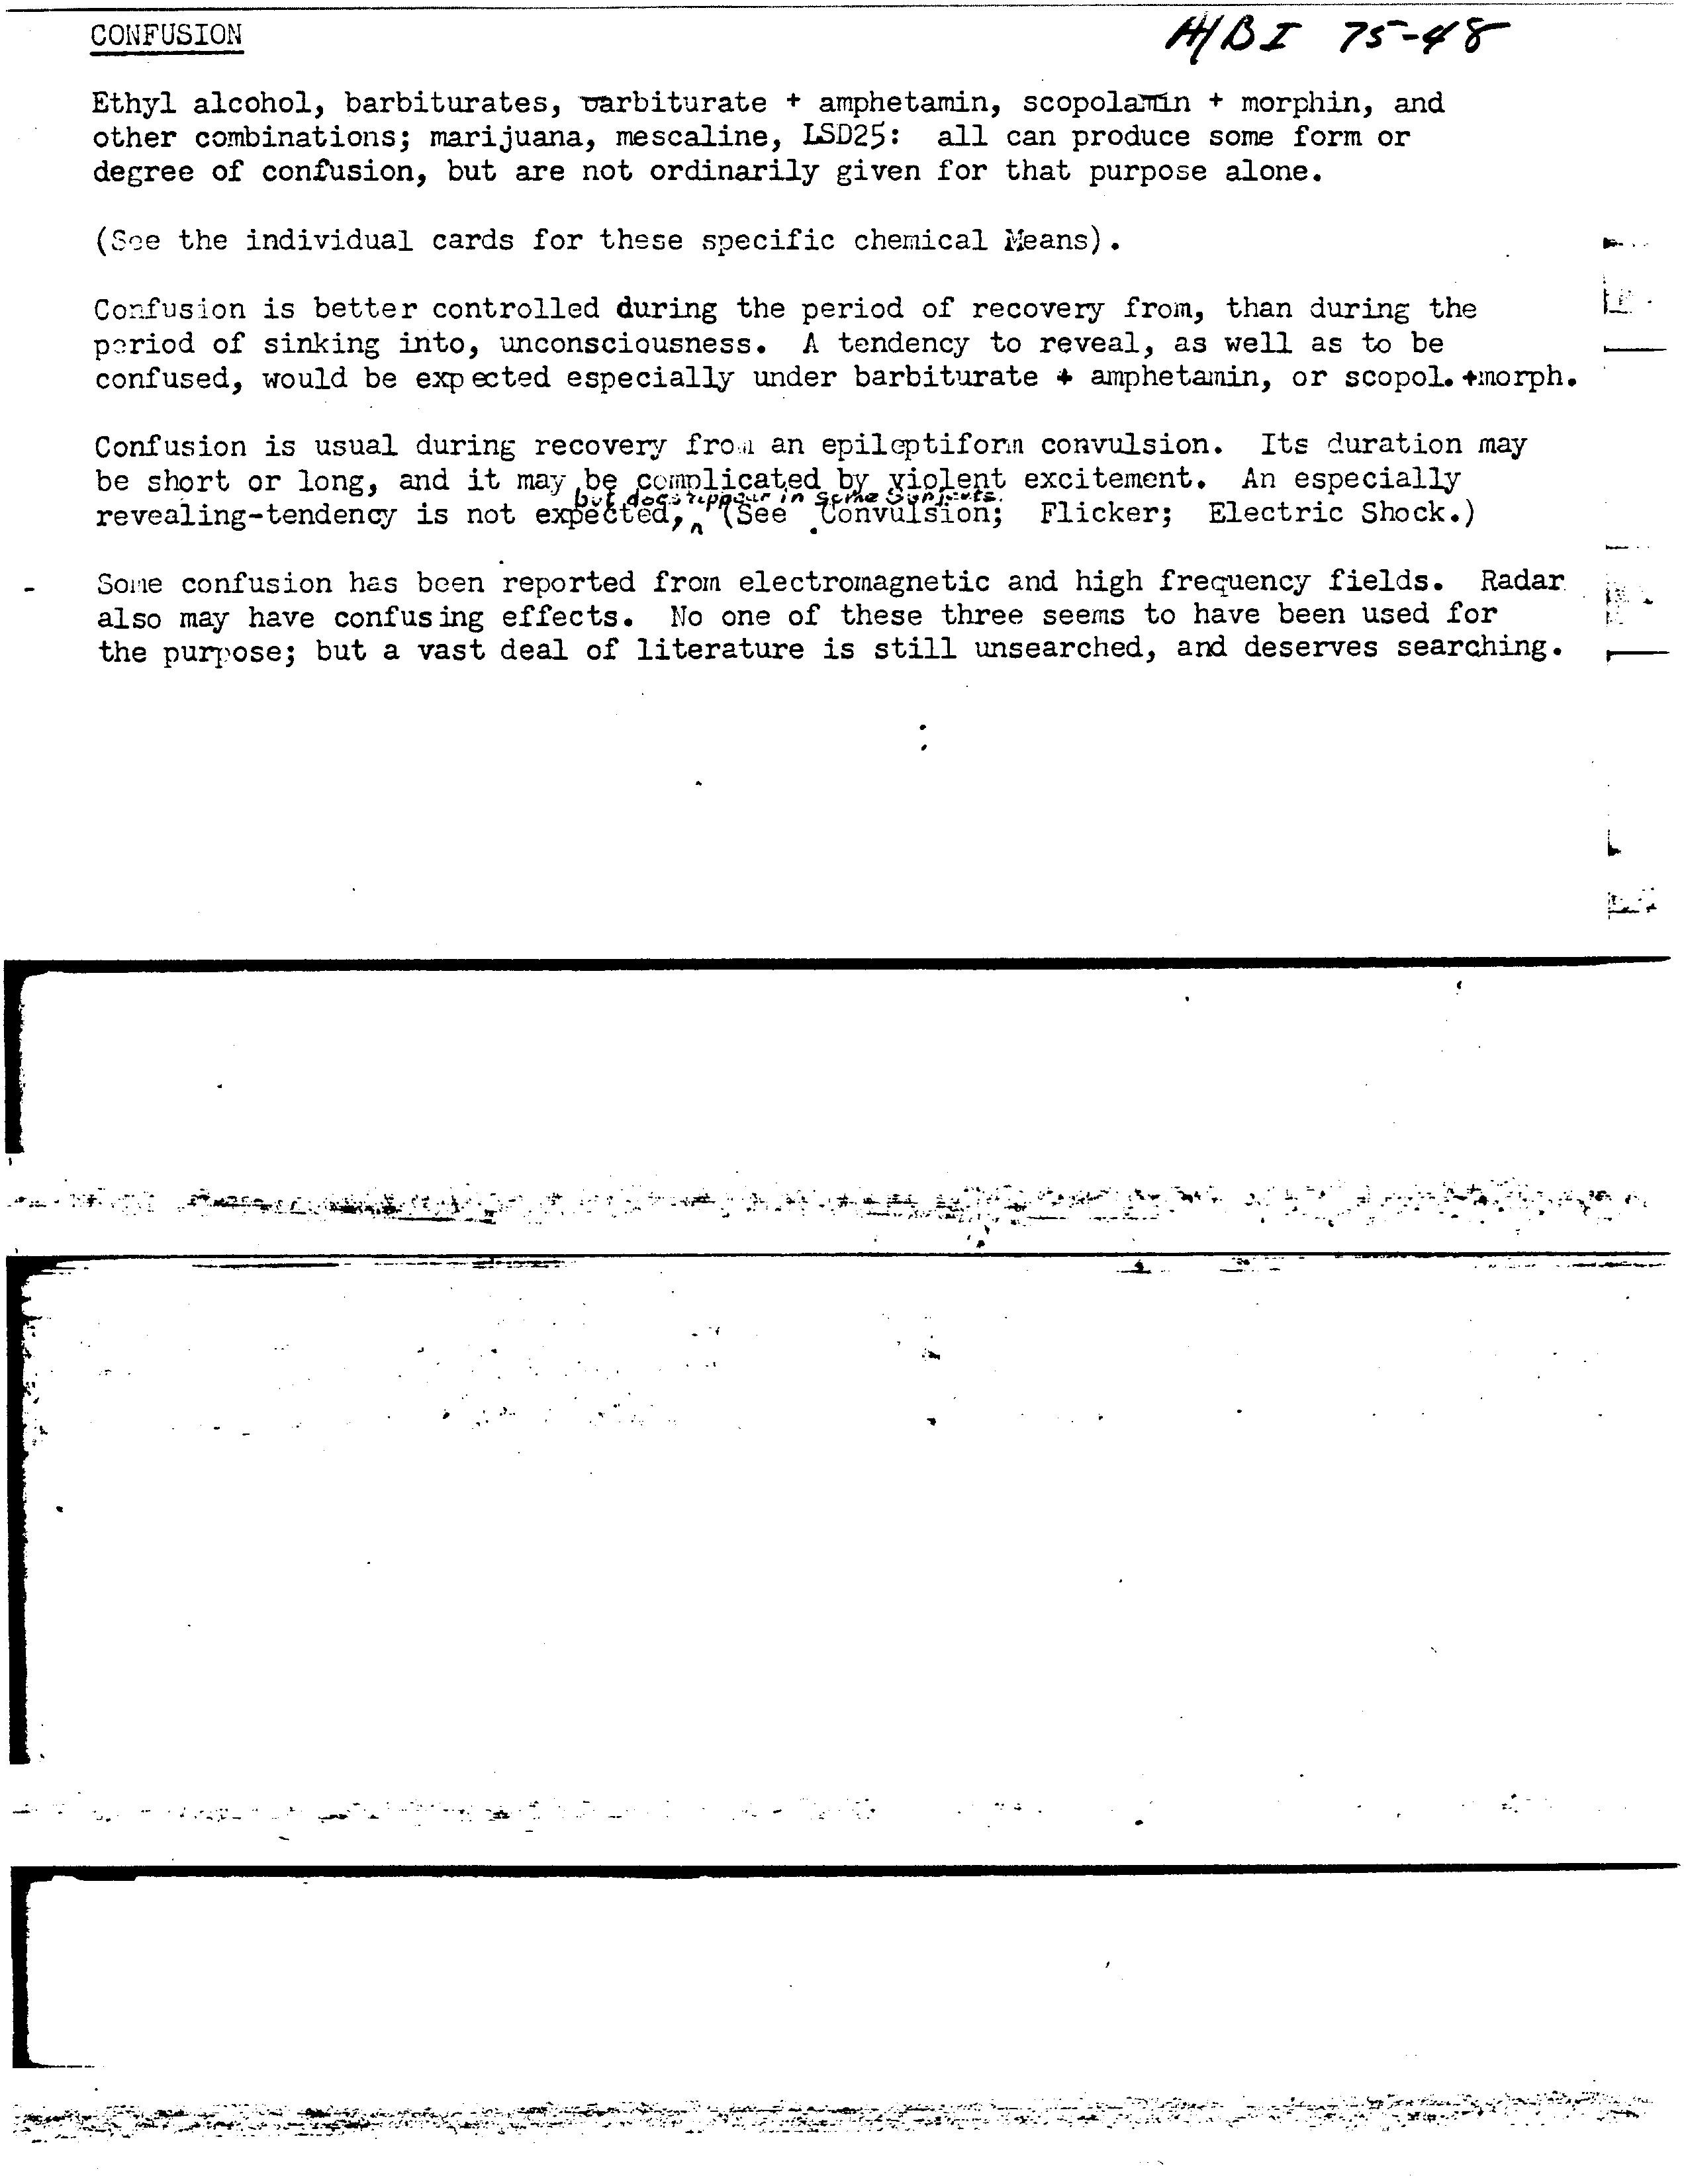 CONFUSION
A/BI 75-48
Ethyl alcohol, barbiturates, barbiturate + amphetamin, scopolamin + morphin, and
other combinations; marijuana, mescaline, LSD25: all can produce some form or
degree of confusion, but are not ordinarily given for that purpose alone.
(See the individual cards for these specific chemical Means).
Confusion is better controlled during the period of recovery from, than during the
period of sinking into, unconsciousness. A tendency to reveal, as well as to be
confused, would be expected especially under barbiturate + amphetamin, or scopol.+morph.
Confusion is usual during recovery from an epileptiform convulsion. Its duration may
be short or long, and it may be complicated by violent excitement. An especially
but does appear in some subjects.
revealing-tendency is not expected, (See Convulsion; Flicker; Electric Shock.)
Some confusion has been reported from electromagnetic and high frequency fields. Radar
also may have confusing effects. No one of these three seems to have been used for
the purpose; but a vast deal of literature is still unsearched, and deserves searching.